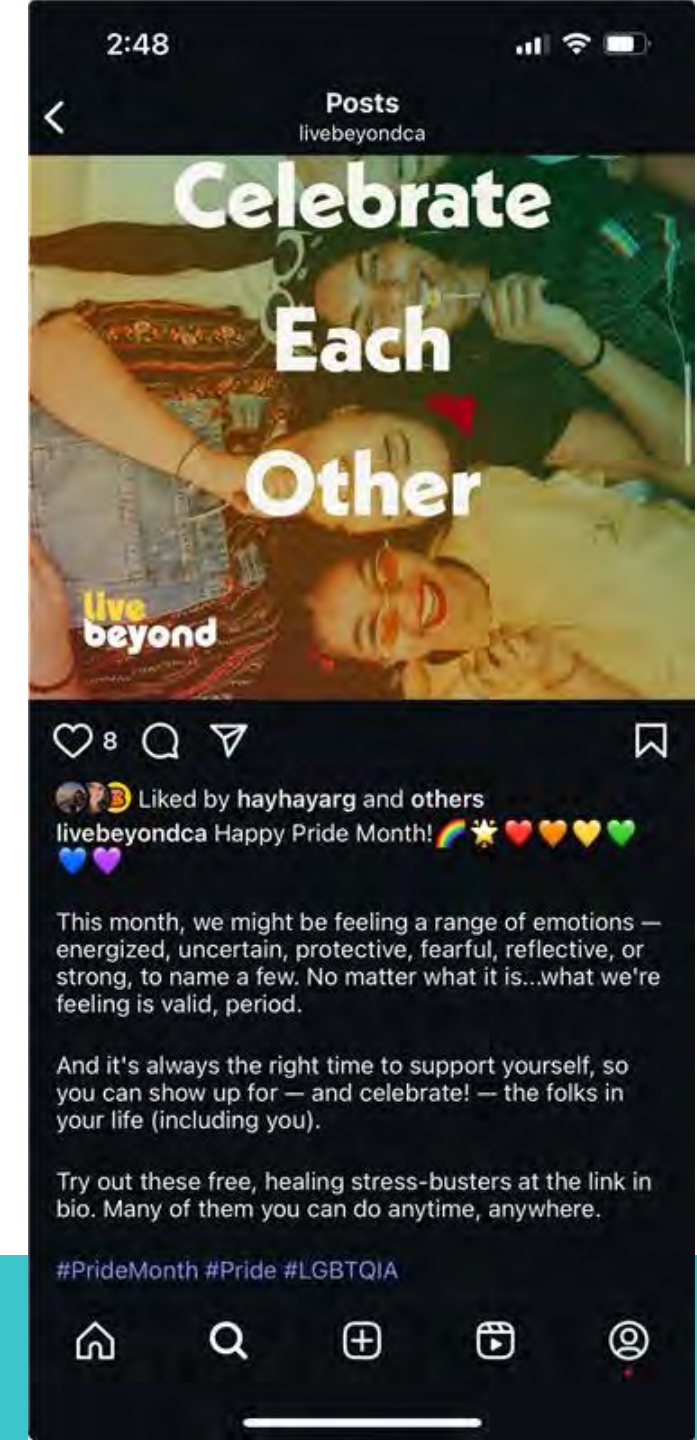 2:48
Posts
livebeyondca
Celebrate
Each
Other
live
beyond
8
Liked by hayhayarg and others
livebeyondca Happy Pride Month!🌈🌟❤️🧡💛💚
💙💜
This month, we might be feeling a range of emotions —
energized, uncertain, protective, fearful, reflective, or
strong, to name a few. No matter what it is...what we're
feeling is valid, period.
And it's always the right time to support yourself, so
you can show up for — and celebrate! — the folks in
your life (including you).
Try out these free, healing stress-busters at the link in
bio. Many of them you can do anytime, anywhere.
#PrideMonth #Pride #LGBTQIA